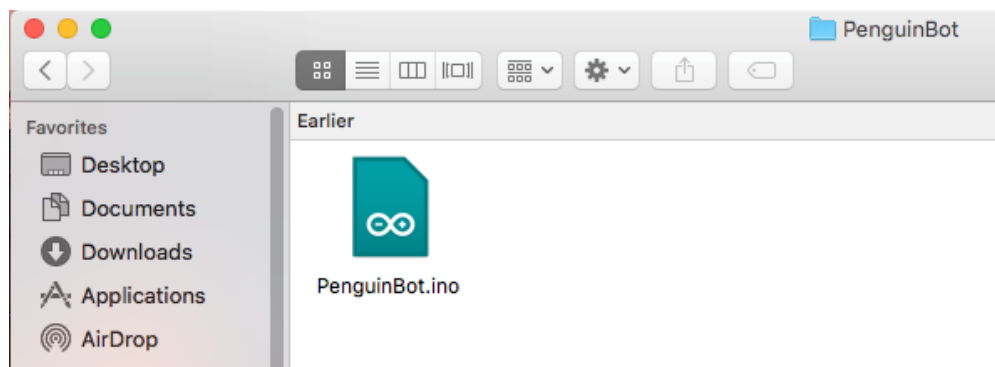 PenguinBot
Favorites
Desktop
Documents
Downloads
Applications
AirDrop
Earlier
PenguinBot.ino